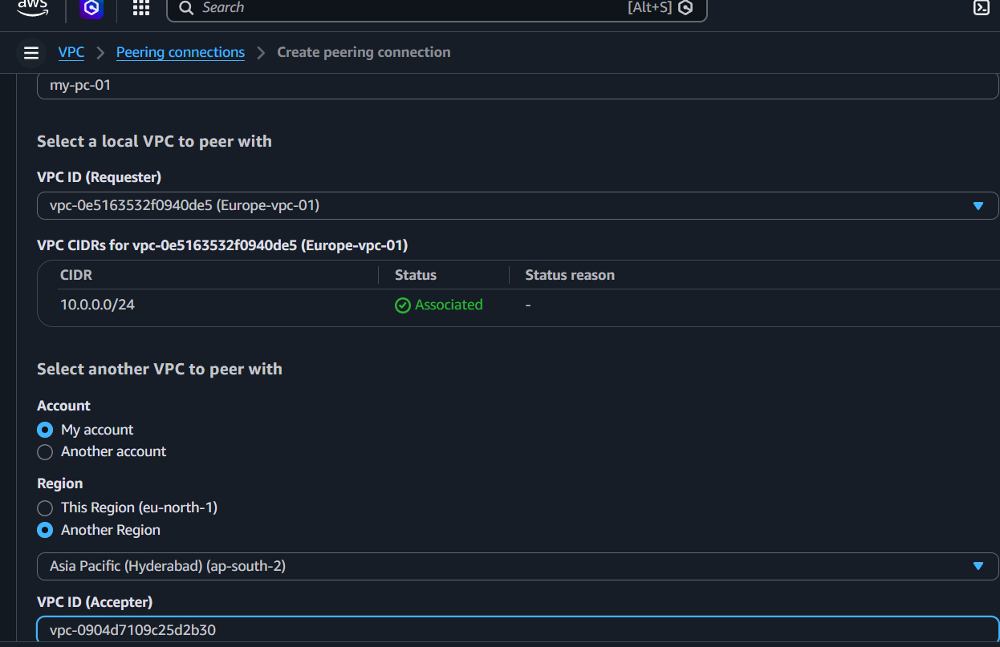 aws
Search [Alt+S]
VPC Peering connections Create peering connection
my-pc-01
Select a local VPC to peer with
VPC ID (Requester)
vpc-0e5163532f0940de5 (Europe-vpc-01)
VPC CIDRs for vpc-0e5163532f0940de5 (Europe-vpc-01)
CIDR Status Status reason
10.0.0.0/24 Associated -
Select another VPC to peer with
Account
My account
Another account
Region
This Region (eu-north-1)
Another Region
Asia Pacific (Hyderabad) (ap-south-2)
VPC ID (Accepter)
vpc-0904d7109c25d2b30